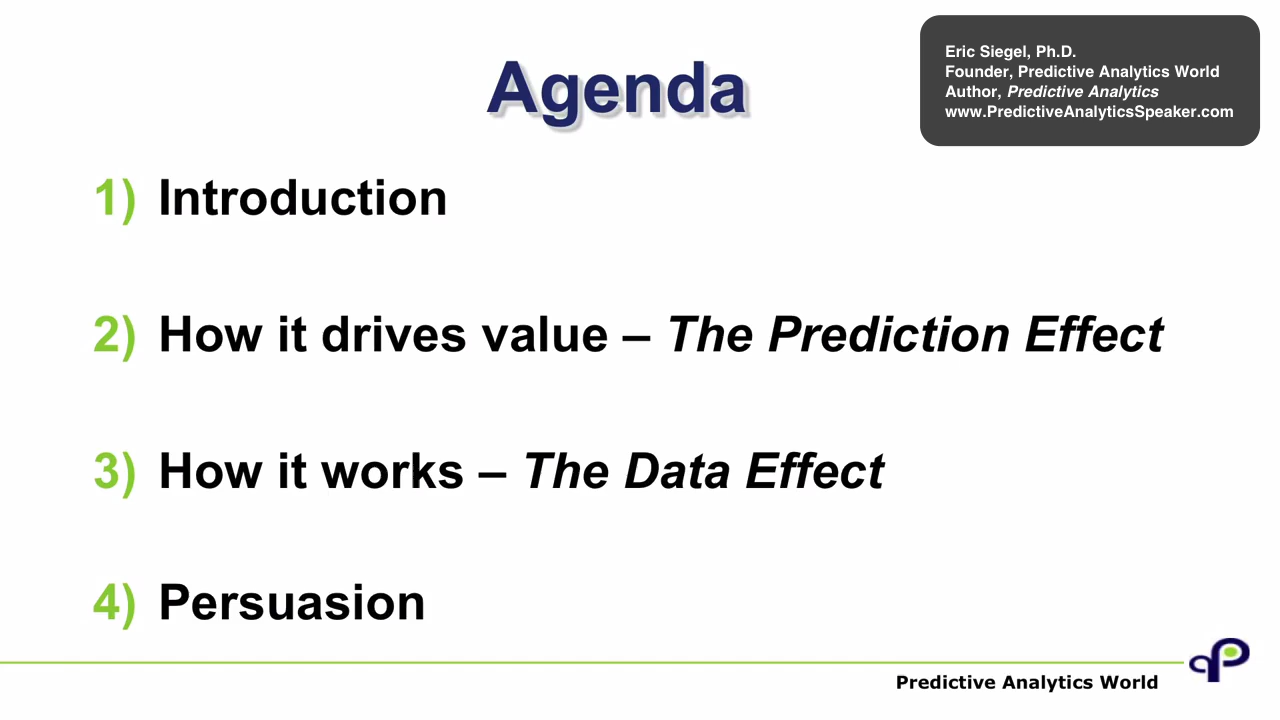 Agenda
Eric Siegel, Ph.D.
Founder, Predictive Analytics World
Author, Predictive Analytics
www.PredictiveAnalyticsSpeaker.com
1) Introduction
2) How it drives value – The Prediction Effect
3) How it works – The Data Effect
4) Persuasion
Predictive Analytics World